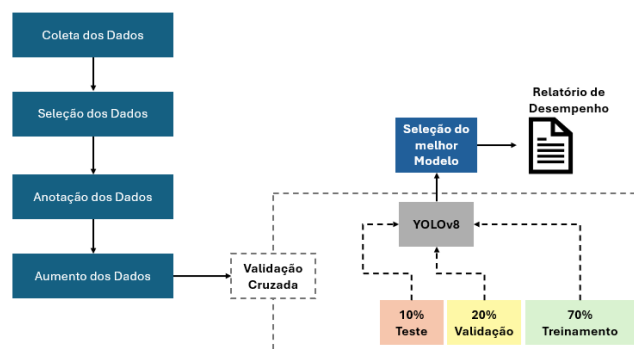 Coleta dos Dados
Seleção dos Dados
Anotação dos Dados
Aumento dos Dados
Validação
Cruzada
Relatório de
Desempenho
Seleção do
melhor
Modelo
YOLOv8
10%
Teste
20%
Validação
70%
Treinamento